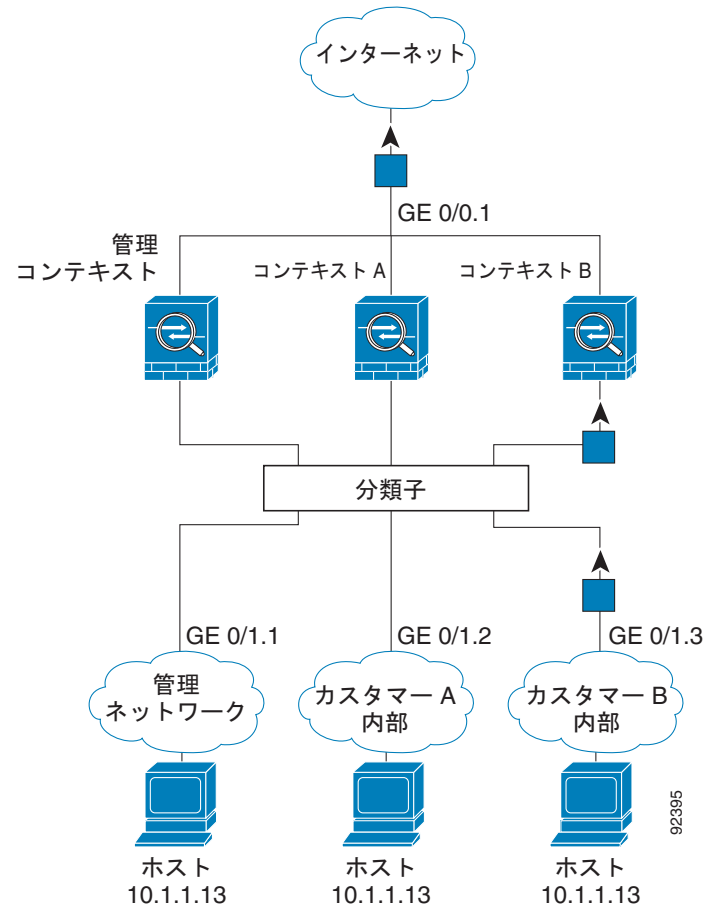 インターネット
GE 0/0.1
管理
コンテキスト
コンテキスト A
コンテキスト B
分類子
GE 0/1.1
GE 0/1.2
GE 0/1.3
管理
ネットワーク
カスタマー A
内部
カスタマー B
内部
92395
ホスト
10.1.1.13
ホスト
10.1.1.13
ホスト
10.1.1.13